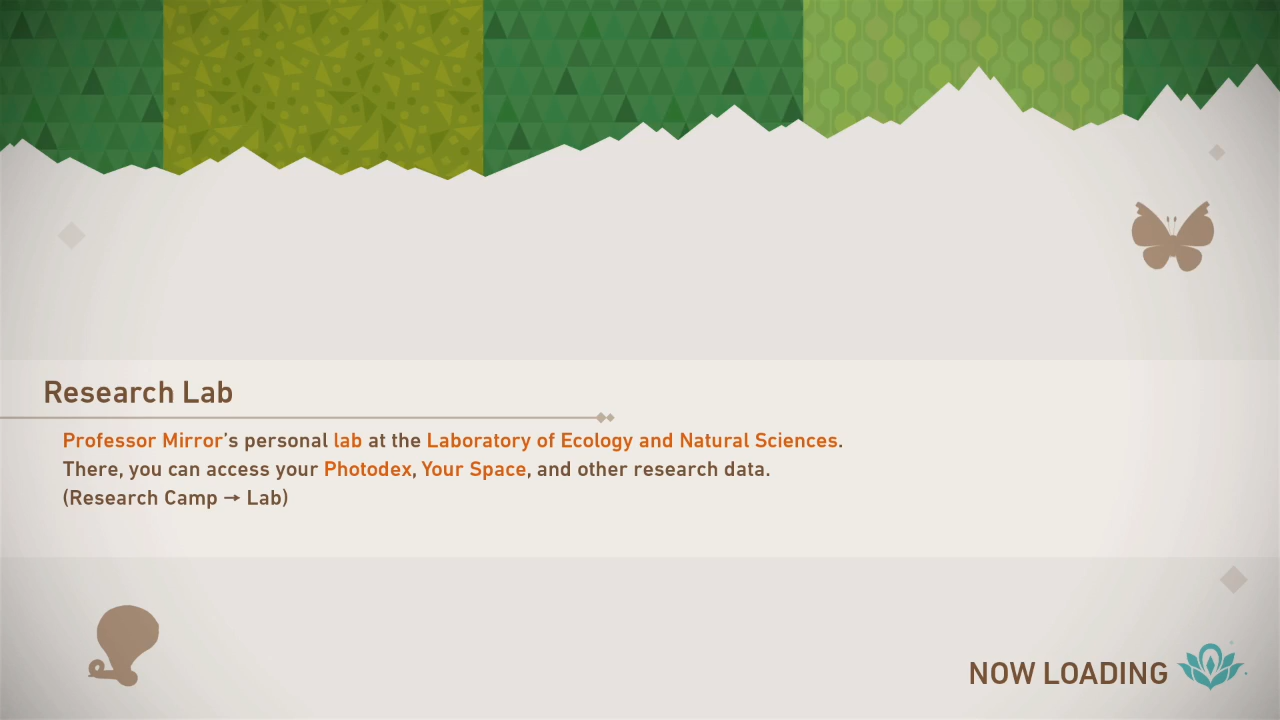 Research Lab
Professor Mirror's personal lab at the Laboratory of Ecology and Natural Sciences.
There, you can access your Photodex, Your Space, and other research data.
(Research Camp → Lab)
NOW LOADING